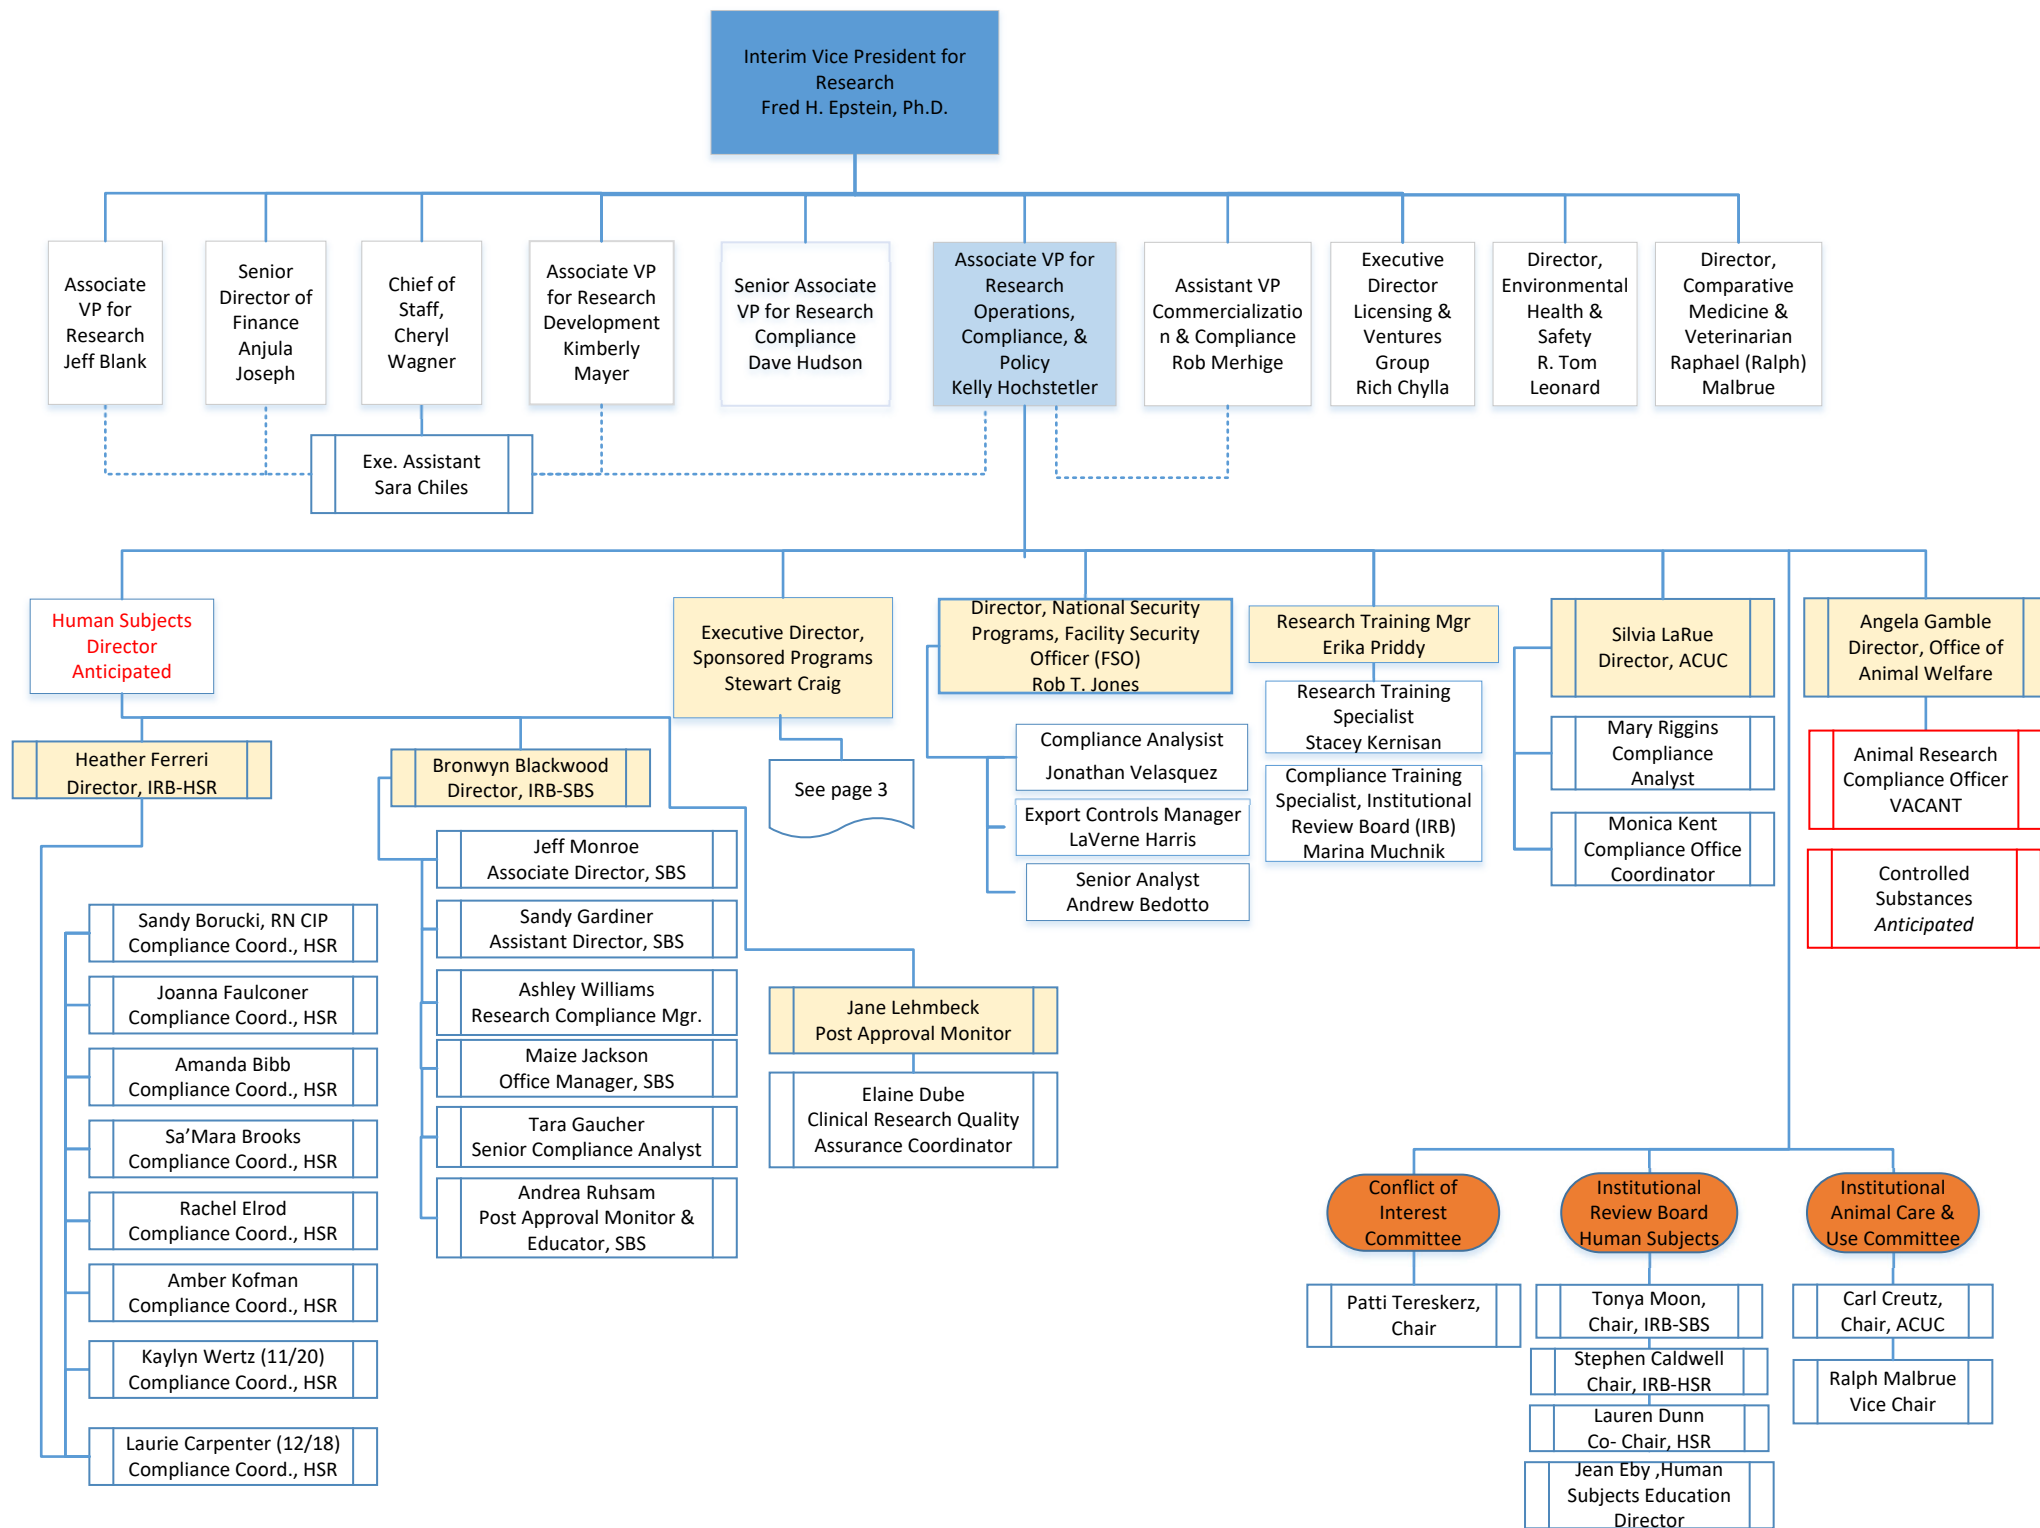 Interim Vice President for
Research
Fred H. Epstein, Ph.D.
Associate
VP for
Research
Jeff Blank
Senior
Director of
Finance
Anjula
Joseph
Chief of
Staff,
Cheryl
Wagner
Associate VP
for Research
Development
Kimberly
Mayer
Senior Associate
VP for Research
Compliance
Dave Hudson
Associate VP for
Research
Operations,
Compliance, &
Policy
Kelly Hochstetler
Assistant VP
Commercializatio
n & Compliance
Rob Merhige
Executive
Director
Licensing &
Ventures
Group
Rich Chylla
Director,
Environmental
Health &
Safety
R. Tom
Leonard
Director,
Comparative
Medicine &
Veterinarian
Raphael (Ralph)
Malbrue
Exe. Assistant
Sara Chiles
Human Subjects
Director
Anticipated
Executive Director,
Sponsored Programs
Stewart Craig
Director, National Security
Programs, Facility Security
Officer (FSO)
Rob T. Jones
Research Training Mgr
Erika Priddy
Silvia LaRue
Director, ACUC
Angela Gamble
Director, Office of
Animal Welfare
Heather Ferreri
Director, IRB-HSR
Bronwyn Blackwood
Director, IRB-SBS
See page 3
Compliance Analysist
Jonathan Velasquez
Export Controls Manager
LaVerne Harris
Senior Analyst
Andrew Bedotto
Research Training
Specialist
Stacey Kernisan
Compliance Training
Specialist, Institutional
Review Board (IRB)
Marina Muchnik
Mary Riggins
Compliance
Analyst
Monica Kent
Compliance Office
Coordinator
Animal Research
Compliance Officer
VACANT
Controlled
Substances
Anticipated
Sandy Borucki, RN CIP
Compliance Coord., HSR
Joanna Faulconer
Compliance Coord., HSR
Amanda Bibb
Compliance Coord., HSR
Sa’Mara Brooks
Compliance Coord., HSR
Rachel Elrod
Compliance Coord., HSR
Amber Kofman
Compliance Coord., HSR
Kaylyn Wertz (11/20)
Compliance Coord., HSR
Laurie Carpenter (12/18)
Compliance Coord., HSR
Jeff Monroe
Associate Director, SBS
Sandy Gardiner
Assistant Director, SBS
Ashley Williams
Research Compliance Mgr.
Maize Jackson
Office Manager, SBS
Tara Gaucher
Senior Compliance Analyst
Andrea Ruhsam
Post Approval Monitor &
Educator, SBS
Jane Lehmbeck
Post Approval Monitor
Elaine Dube
Clinical Research Quality
Assurance Coordinator
Conflict of
Interest
Committee
Institutional
Review Board
Human Subjects
Institutional
Animal Care &
Use Committee
Patti Tereskerz,
Chair
Tonya Moon,
Chair, IRB-SBS
Stephen Caldwell
Chair, IRB-HSR
Lauren Dunn
Co- Chair, HSR
Jean Eby ,Human
Subjects Education
Director
Carl Creutz,
Chair, ACUC
Ralph Malbrue
Vice Chair